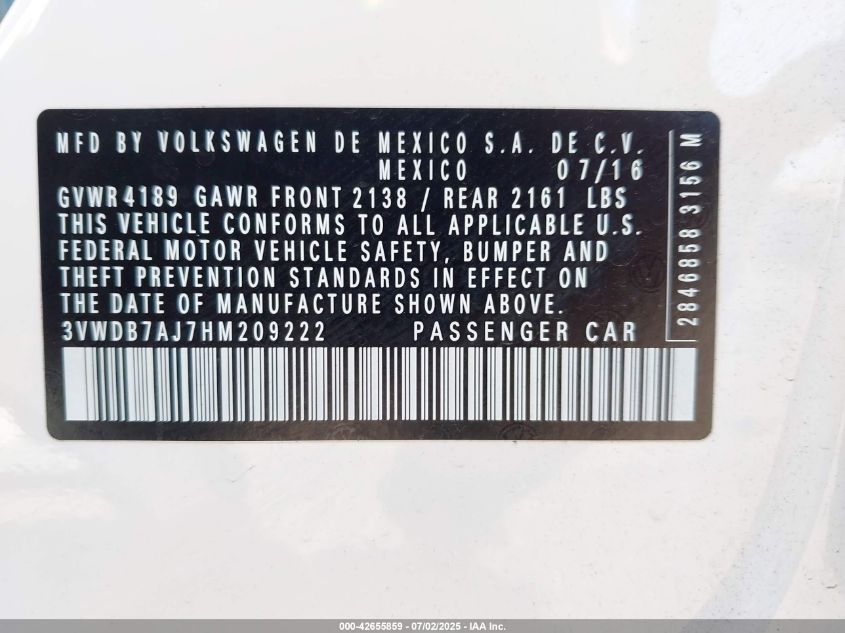 MFD BY VOLKSWAGEN DE MEXICO S.A. DE C.V.
MEXICO 07/16
GVWR 4189 GAWR FRONT 2138 / REAR 2161 LBS
THIS VEHICLE CONFORMS TO ALL APPLICABLE U.S.
FEDERAL MOTOR VEHICLE SAFETY, BUMPER AND
THEFT PREVENTION STANDARDS IN EFFECT ON
THE DATE OF MANUFACTURE SHOWN ABOVE.
3VWDB7AJ7HM209222 PASSENGER CAR
2846858 3156 M
000-42655859 | 07/02/2025 - IAA Inc.